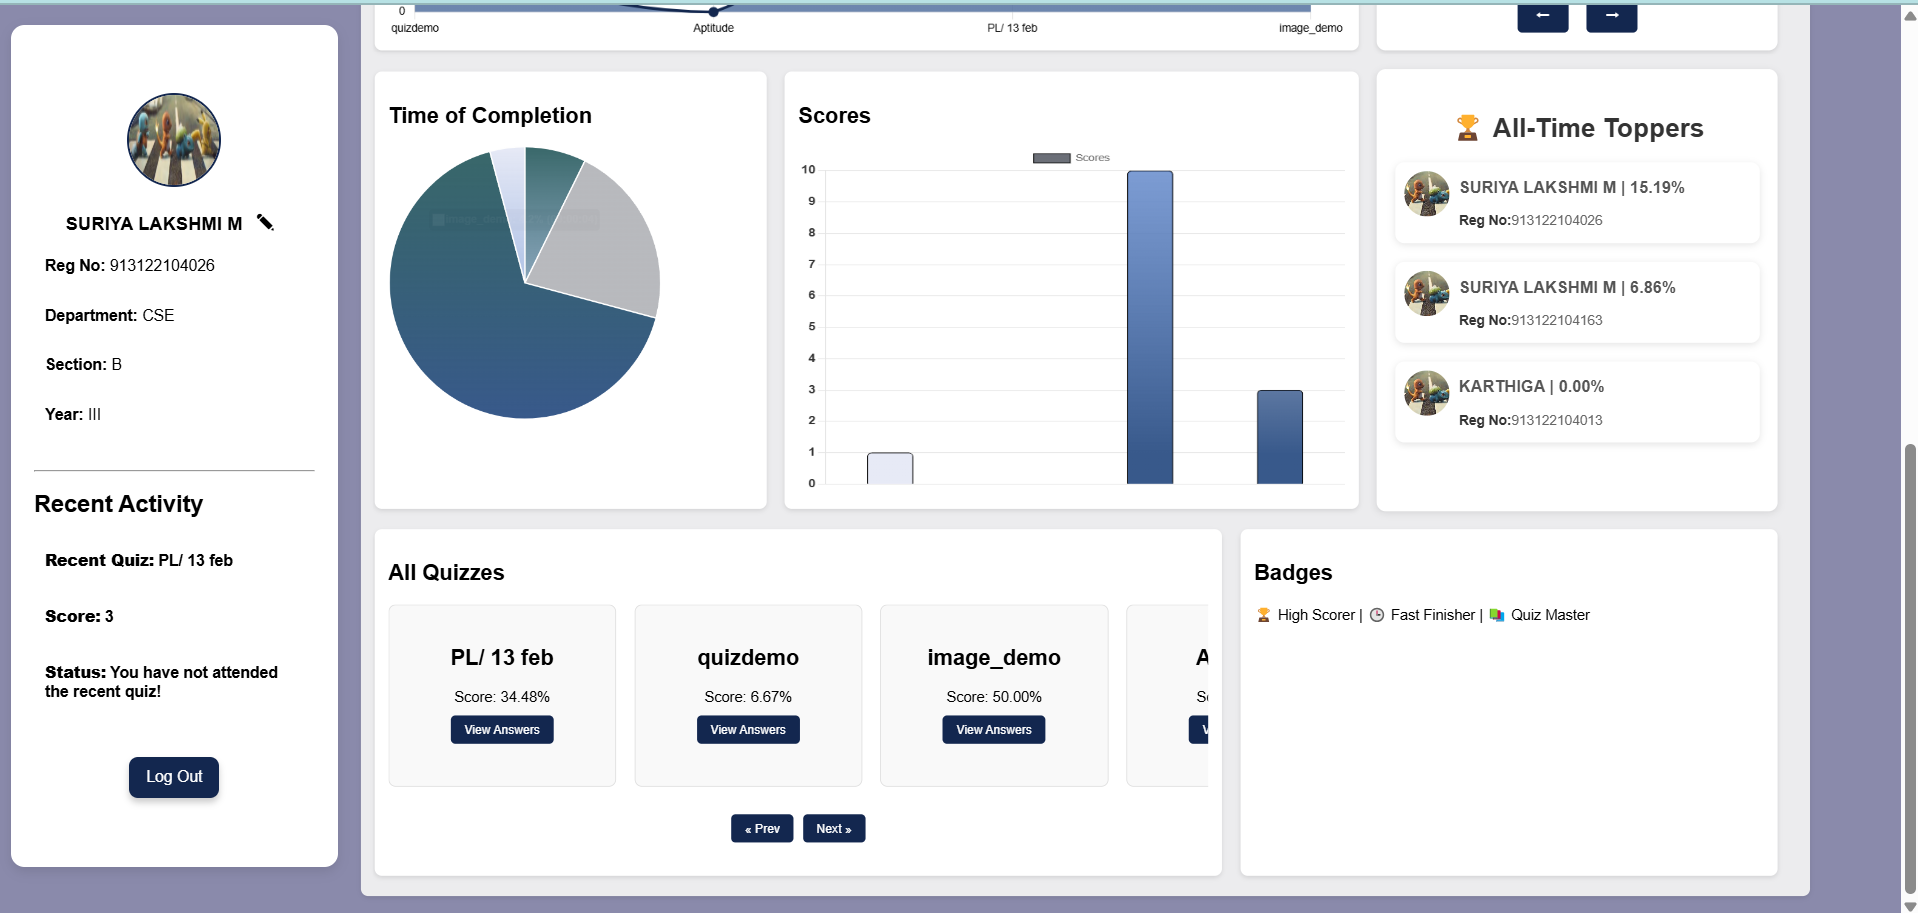 SURIYA LAKSHMI M
Reg No: 913122104026
Department: CSE
Section: B
Year: III
Recent Activity
Recent Quiz: PL/ 13 feb
Score: 3
Status: You have not attended
the recent quiz!
Log Out
0
quizdemo Aptitude PL/ 13 feb image_demo
← →
Time of Completion
Scores
Scores
10
9
8
7
6
5
4
3
2
1
0
🏆 All-Time Toppers
SURIYA LAKSHMI M | 15.19%
Reg No:913122104026
SURIYA LAKSHMI M | 6.86%
Reg No:913122104163
KARTHIGA | 0.00%
Reg No:913122104013
All Quizzes
PL/ 13 feb
Score: 34.48%
View Answers
quizdemo
Score: 6.67%
View Answers
image_demo
Score: 50.00%
View Answers
A
Sc
V
« Prev Next »
Badges
🏆 High Scorer | 🕒 Fast Finisher | 📚 Quiz Master